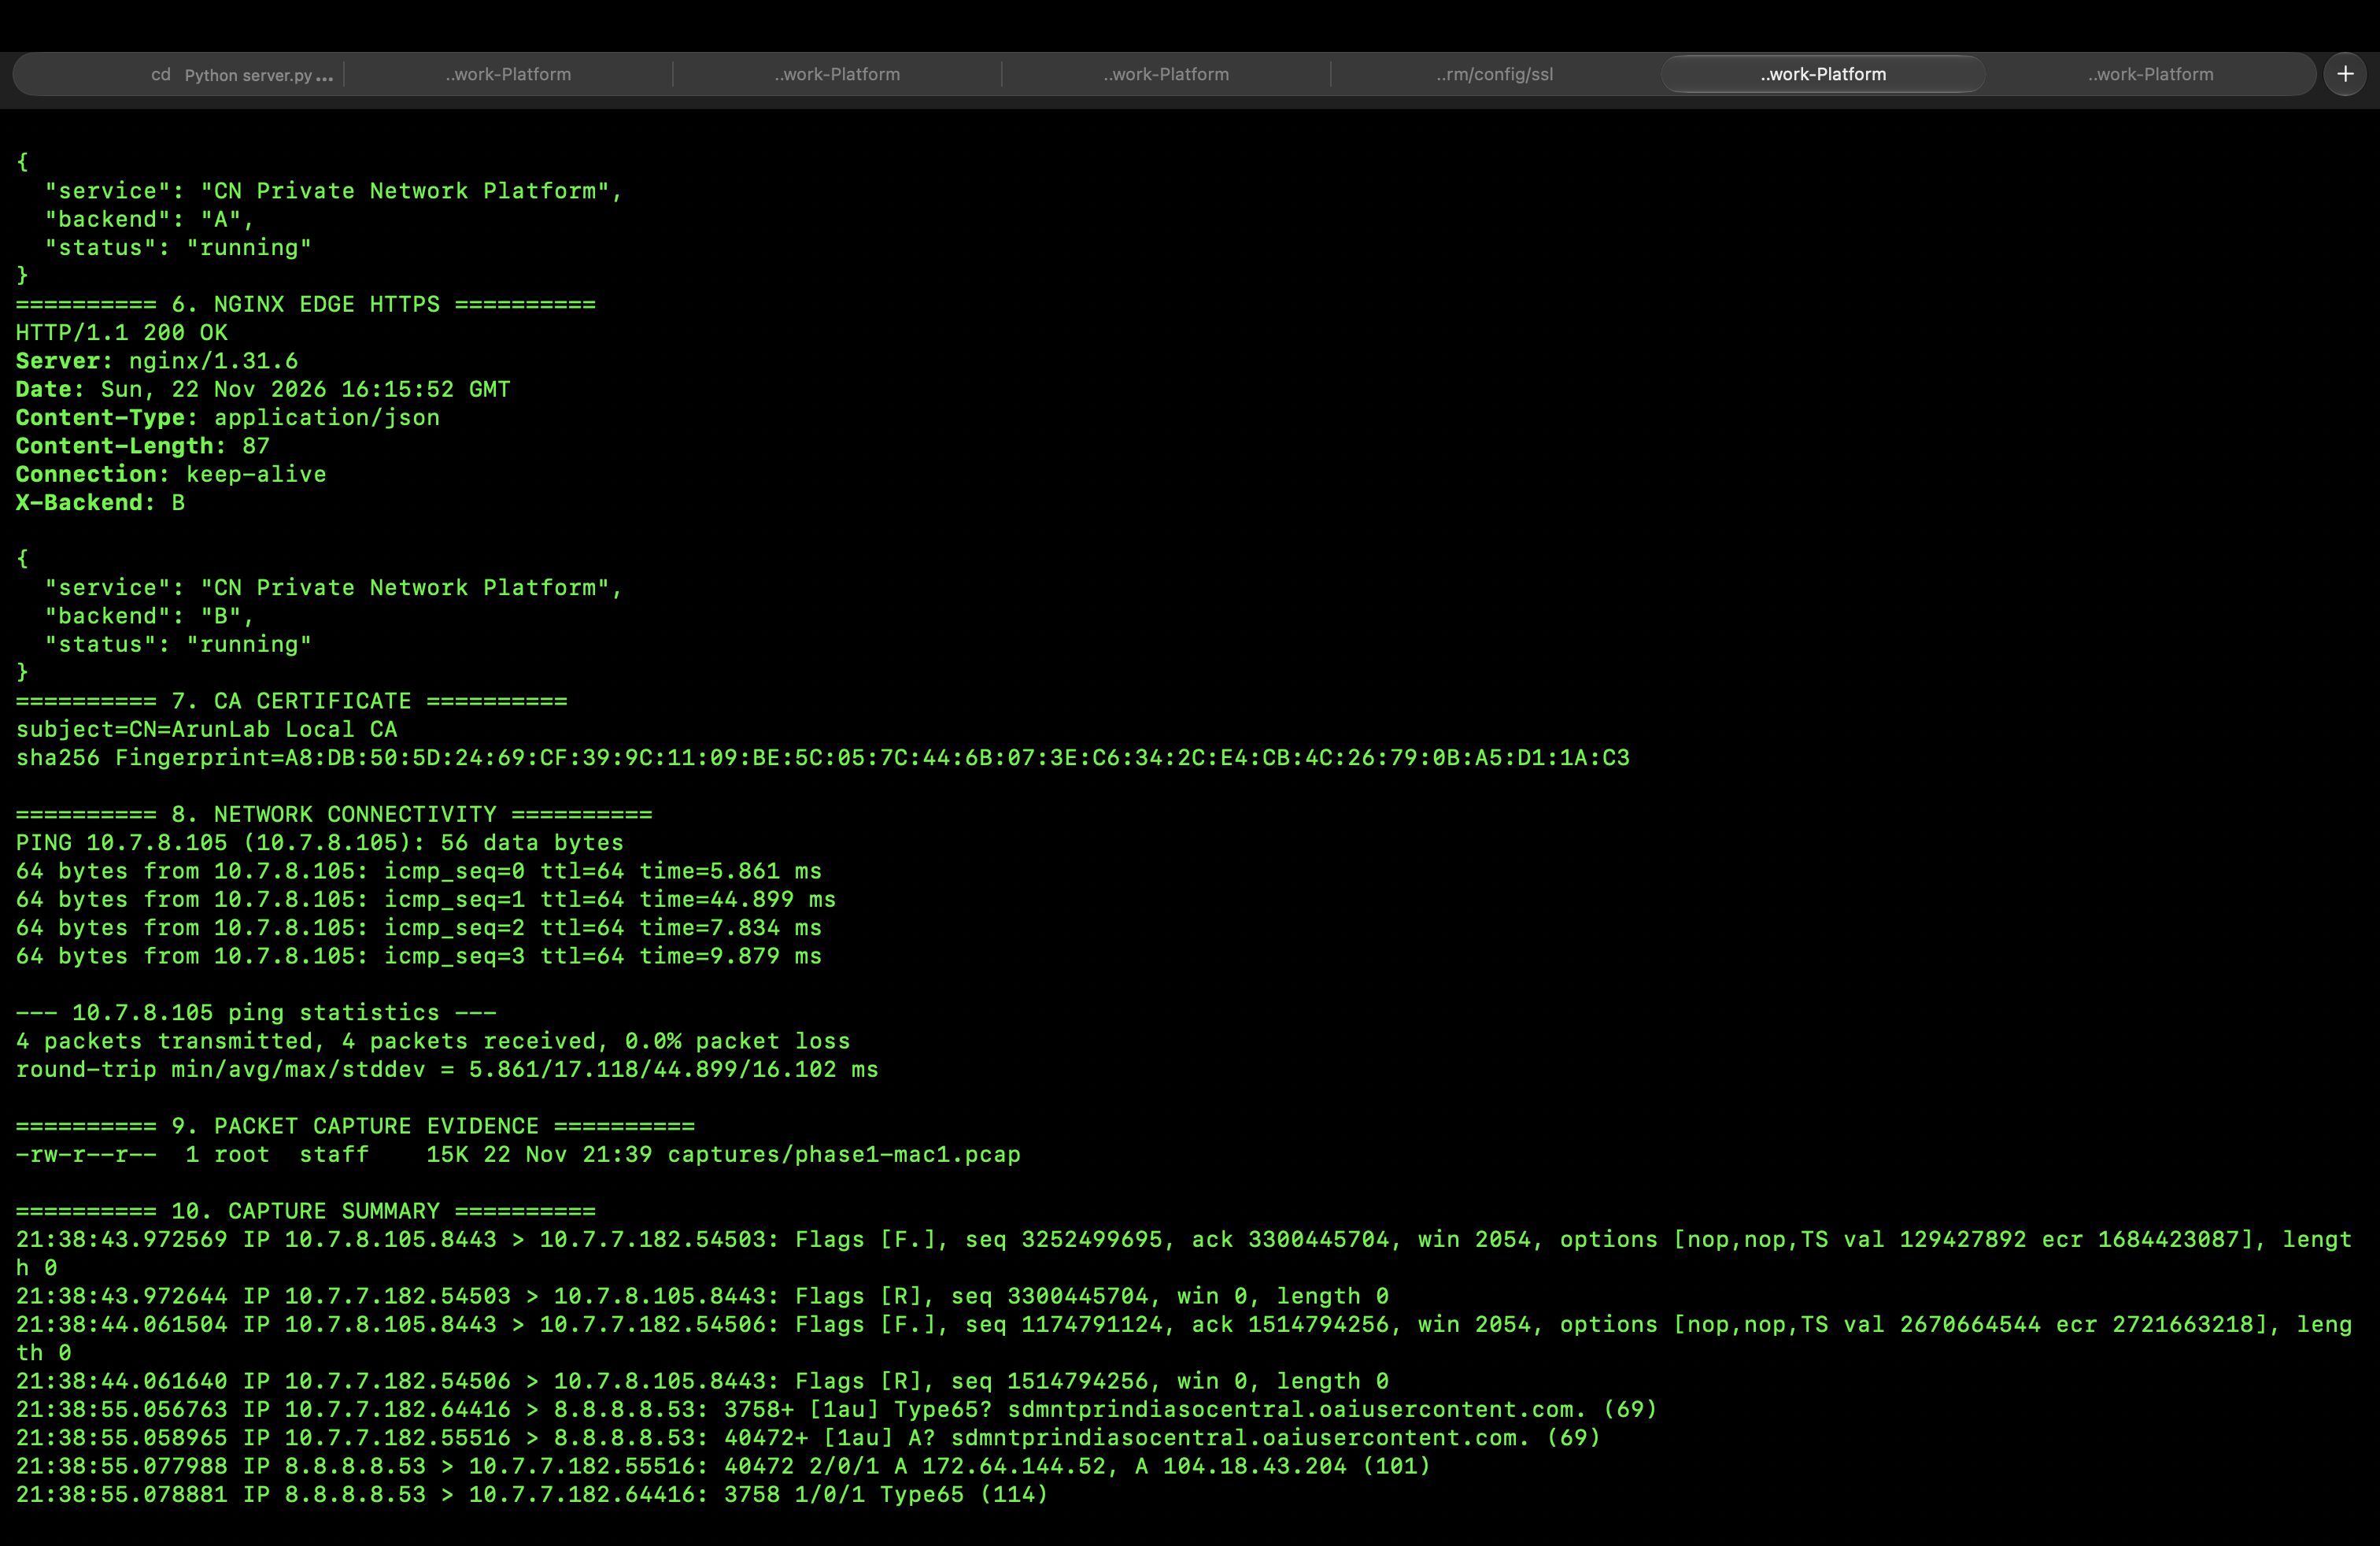 cd Python server.py ... ..work-Platform ..work-Platform ..work-Platform ..rm/config/ssl ..work-Platform ..work-Platform +
{
  "service": "CN Private Network Platform",
  "backend": "A",
  "status": "running"
}
========== 6. NGINX EDGE HTTPS ==========
HTTP/1.1 200 OK
Server: nginx/1.31.6
Date: Sun, 22 Nov 2026 16:15:52 GMT
Content-Type: application/json
Content-Length: 87
Connection: keep-alive
X-Backend: B

{
  "service": "CN Private Network Platform",
  "backend": "B",
  "status": "running"
}
========== 7. CA CERTIFICATE ==========
subject=CN=ArunLab Local CA
sha256 Fingerprint=A8:DB:50:5D:24:69:CF:39:9C:11:09:BE:5C:05:7C:44:6B:07:3E:C6:34:2C:E4:CB:4C:26:79:0B:A5:D1:1A:C3

========== 8. NETWORK CONNECTIVITY ==========
PING 10.7.8.105 (10.7.8.105): 56 data bytes
64 bytes from 10.7.8.105: icmp_seq=0 ttl=64 time=5.861 ms
64 bytes from 10.7.8.105: icmp_seq=1 ttl=64 time=44.899 ms
64 bytes from 10.7.8.105: icmp_seq=2 ttl=64 time=7.834 ms
64 bytes from 10.7.8.105: icmp_seq=3 ttl=64 time=9.879 ms

--- 10.7.8.105 ping statistics ---
4 packets transmitted, 4 packets received, 0.0% packet loss
round-trip min/avg/max/stddev = 5.861/17.118/44.899/16.102 ms

========== 9. PACKET CAPTURE EVIDENCE ==========
-rw-r--r--  1 root  staff    15K 22 Nov 21:39 captures/phase1-mac1.pcap

========== 10. CAPTURE SUMMARY ==========
21:38:43.972569 IP 10.7.8.105.8443 > 10.7.7.182.54503: Flags [F.], seq 3252499695, ack 3300445704, win 2054, options [nop,nop,TS val 129427892 ecr 1684423087], lengt
h 0
21:38:43.972644 IP 10.7.7.182.54503 > 10.7.8.105.8443: Flags [R], seq 3300445704, win 0, length 0
21:38:44.061504 IP 10.7.8.105.8443 > 10.7.7.182.54506: Flags [F.], seq 1174791124, ack 1514794256, win 2054, options [nop,nop,TS val 2670664544 ecr 2721663218], leng
th 0
21:38:44.061640 IP 10.7.7.182.54506 > 10.7.8.105.8443: Flags [R], seq 1514794256, win 0, length 0
21:38:55.056763 IP 10.7.7.182.64416 > 8.8.8.8.53: 3758+ [1au] Type65? sdmntprindiasocentral.oaiusercontent.com. (69)
21:38:55.058965 IP 10.7.7.182.55516 > 8.8.8.8.53: 40472+ [1au] A? sdmntprindiasocentral.oaiusercontent.com. (69)
21:38:55.077988 IP 8.8.8.8.53 > 10.7.7.182.55516: 40472 2/0/1 A 172.64.144.52, A 104.18.43.204 (101)
21:38:55.078881 IP 8.8.8.8.53 > 10.7.7.182.64416: 3758 1/0/1 Type65 (114)